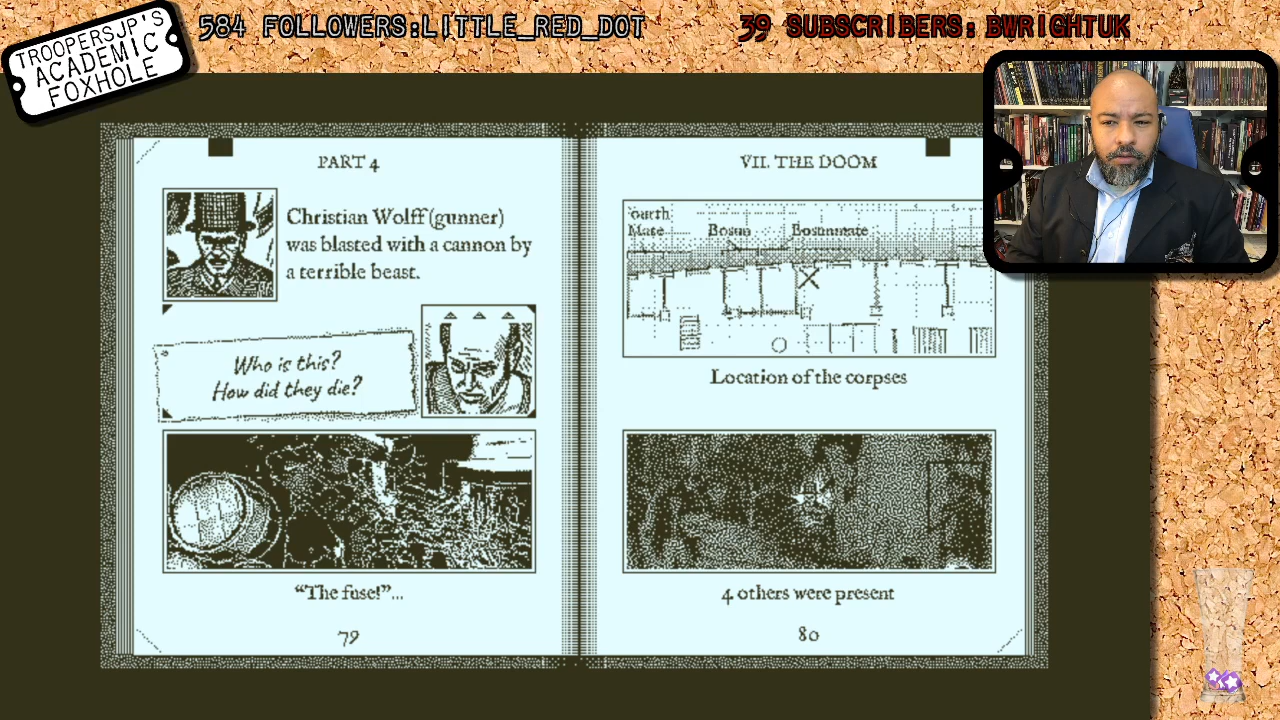 TROOPERSJP'S
ACADEMIC
FOXHOLE
584 FOLLOWERS:LITTLE_RED_DOT
39 SUBSCRIBERS: BWRIGHTUK
PART 4
Christian Wolff (gunner)
was blasted with a cannon by
a terrible beast.
Who is this?
How did they die?
"The fuse!"...
79
VII. THE DOOM
ourth
Mate
Bosun
Bosunmate
Location of the corpses
4 others were present
80